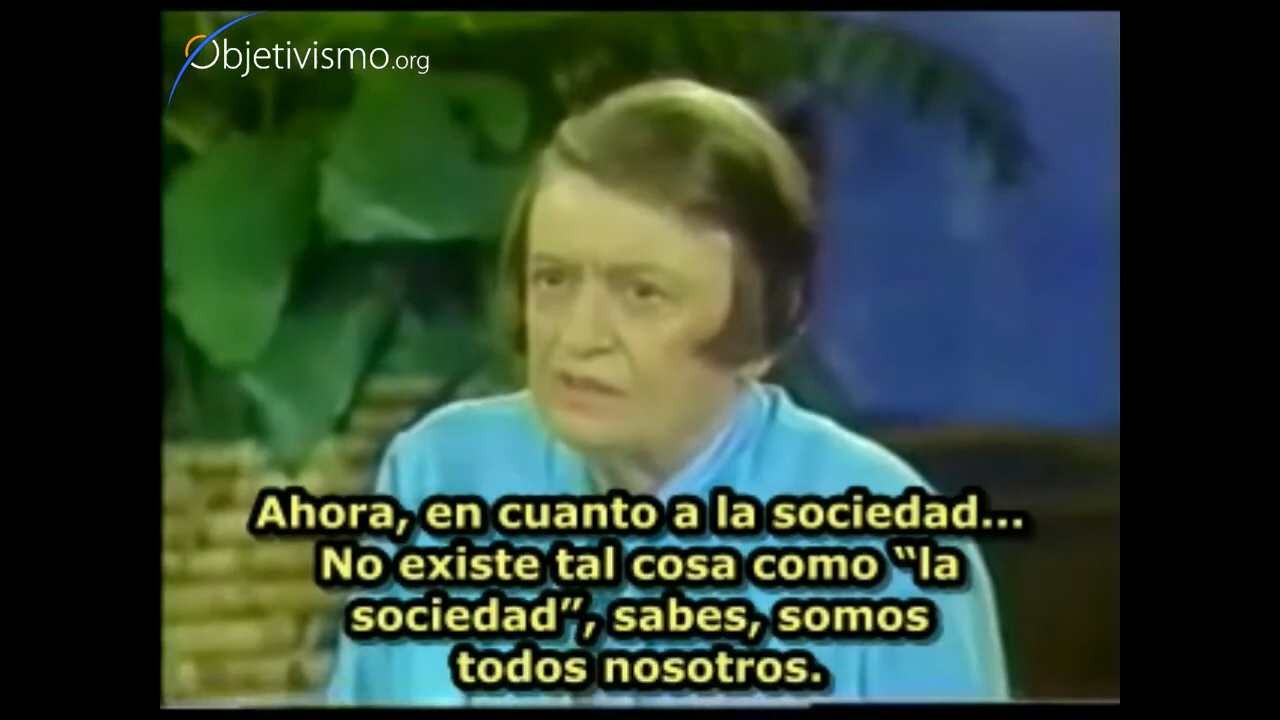 Objetivismo.org
Ahora, en cuanto a la sociedad...
No existe tal cosa como “la
sociedad”, sabes, somos
todos nosotros.